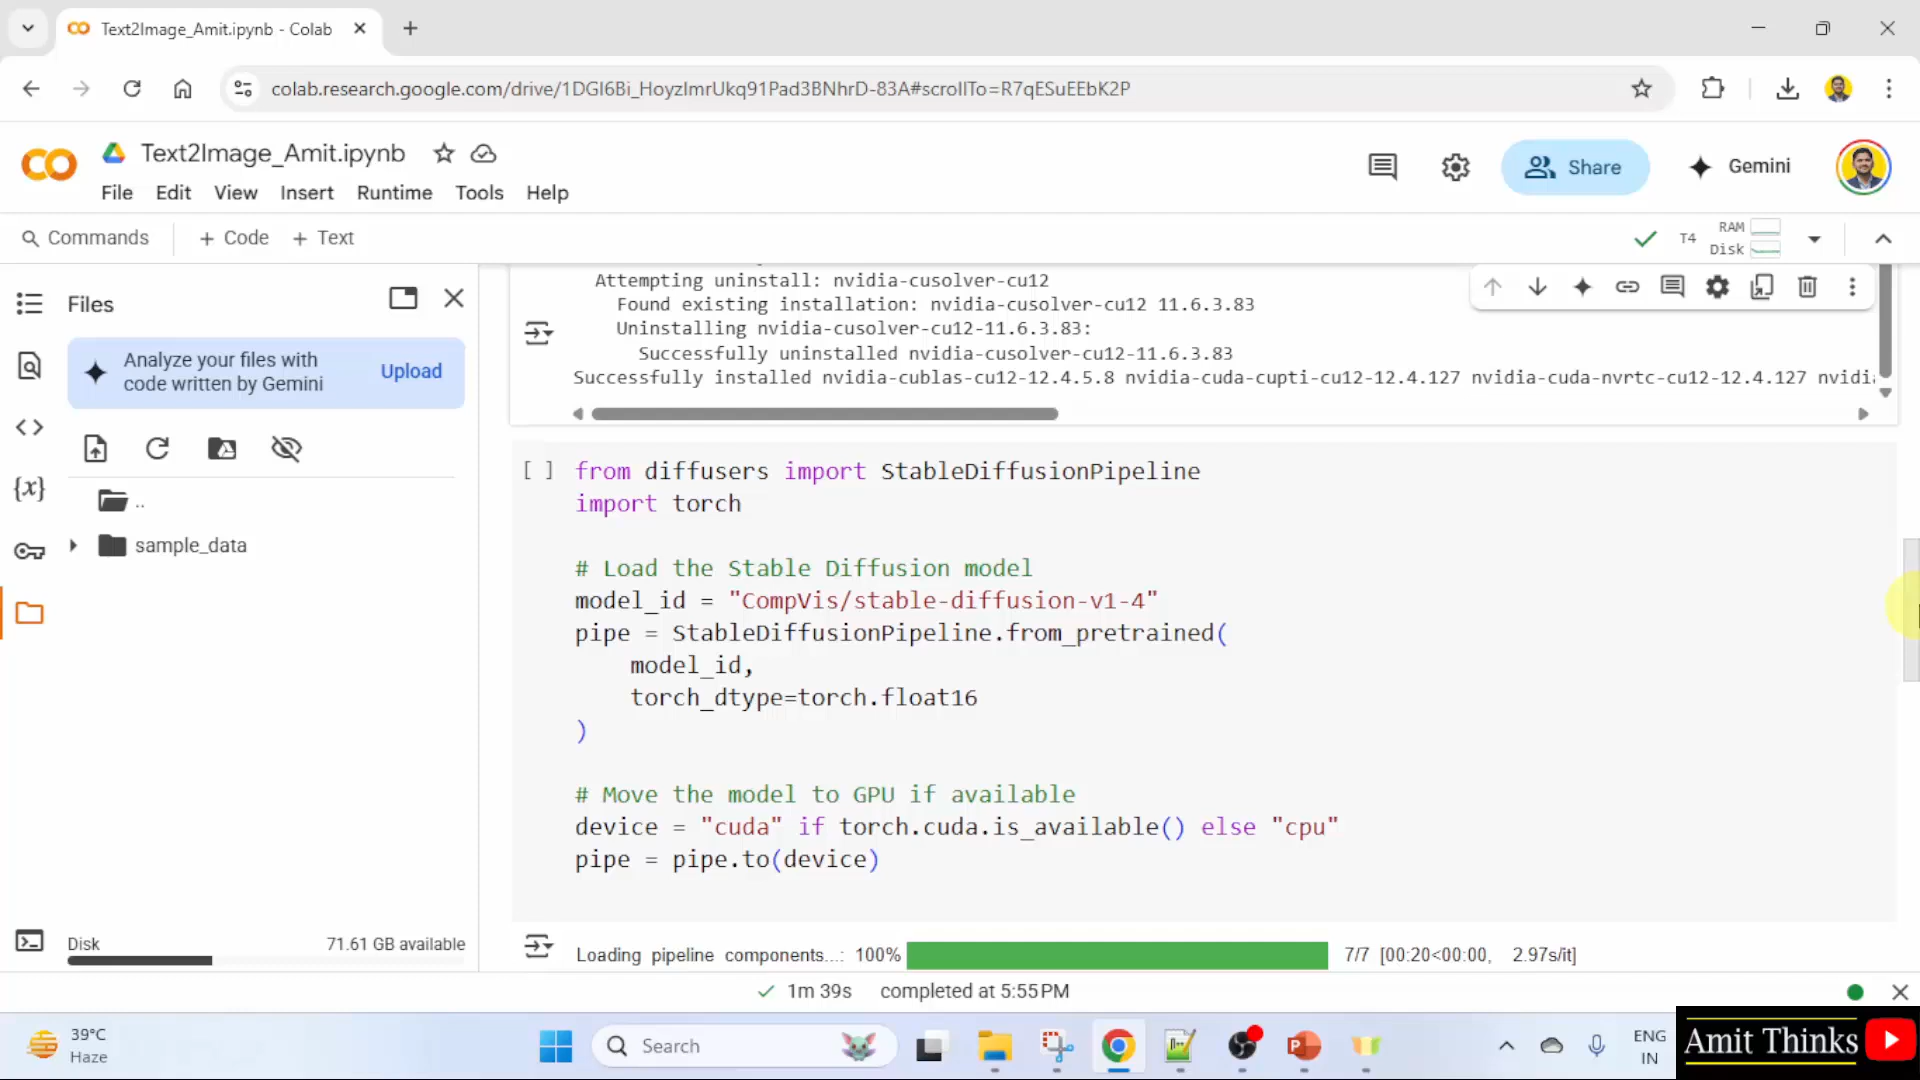 Text2Image_Amit.ipynb - Colab
colab.research.google.com/drive/1DGI6Bi_HoyzImrUkq91Pad3BNhrD-83A#scrollTo=R7qESuEEbK2P
Text2Image_Amit.ipynb
File Edit View Insert Runtime Tools Help
Share
Gemini
Commands
+ Code + Text
T4
RAM
Disk
Files
Analyze your files with
code written by Gemini
Upload
..
sample_data
Disk 71.61 GB available
Attempting uninstall: nvidia-cusolver-cu12
Found existing installation: nvidia-cusolver-cu12 11.6.3.83
Uninstalling nvidia-cusolver-cu12-11.6.3.83:
Successfully uninstalled nvidia-cusolver-cu12-11.6.3.83
Successfully installed nvidia-cublas-cu12-12.4.5.8 nvidia-cuda-cupti-cu12-12.4.127 nvidia-cuda-nvrtc-cu12-12.4.127 nvidi
[ ] from diffusers import StableDiffusionPipeline
import torch
# Load the Stable Diffusion model
model_id = "CompVis/stable-diffusion-v1-4"
pipe = StableDiffusionPipeline.from_pretrained(
model_id,
torch_dtype=torch.float16
)
# Move the model to GPU if available
device = "cuda" if torch.cuda.is_available() else "cpu"
pipe = pipe.to(device)
Loading pipeline components...: 100% 7/7 [00:20<00:00, 2.97s/it]
1m 39s completed at 5:55 PM
39°C
Haze
Search
ENG
IN
Amit Thinks